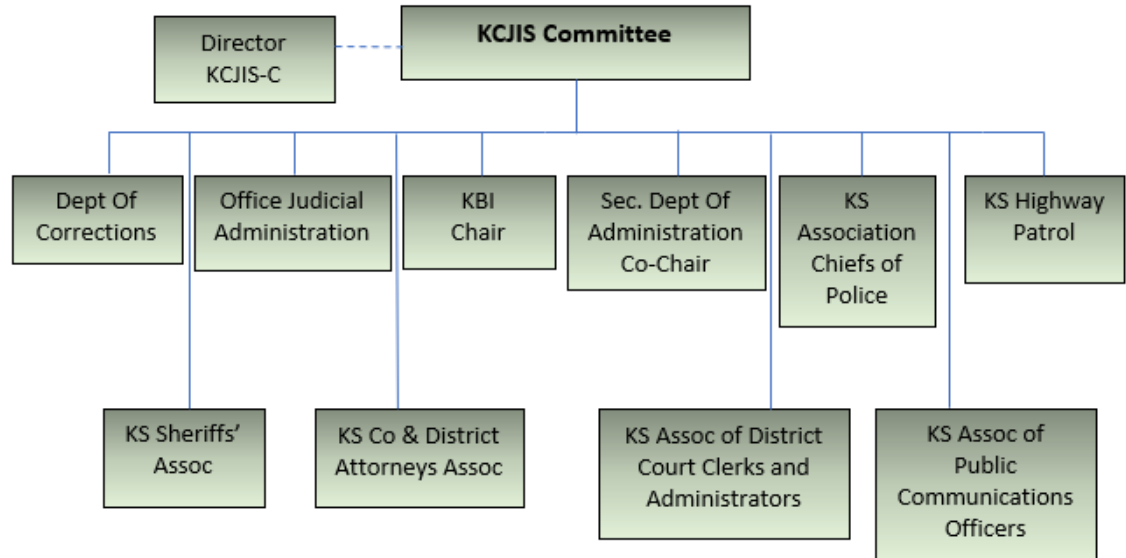 Director
KCJIS-C
KCJIS Committee
Dept Of
Corrections
Office Judicial
Administration
KBI
Chair
Sec. Dept Of
Administration
Co-Chair
KS
Association
Chiefs of
Police
KS Highway
Patrol
KS Sheriffs’
Assoc
KS Co & District
Attorneys Assoc
KS Assoc of District
Court Clerks and
Administrators
KS Assoc of
Public
Communications
Officers